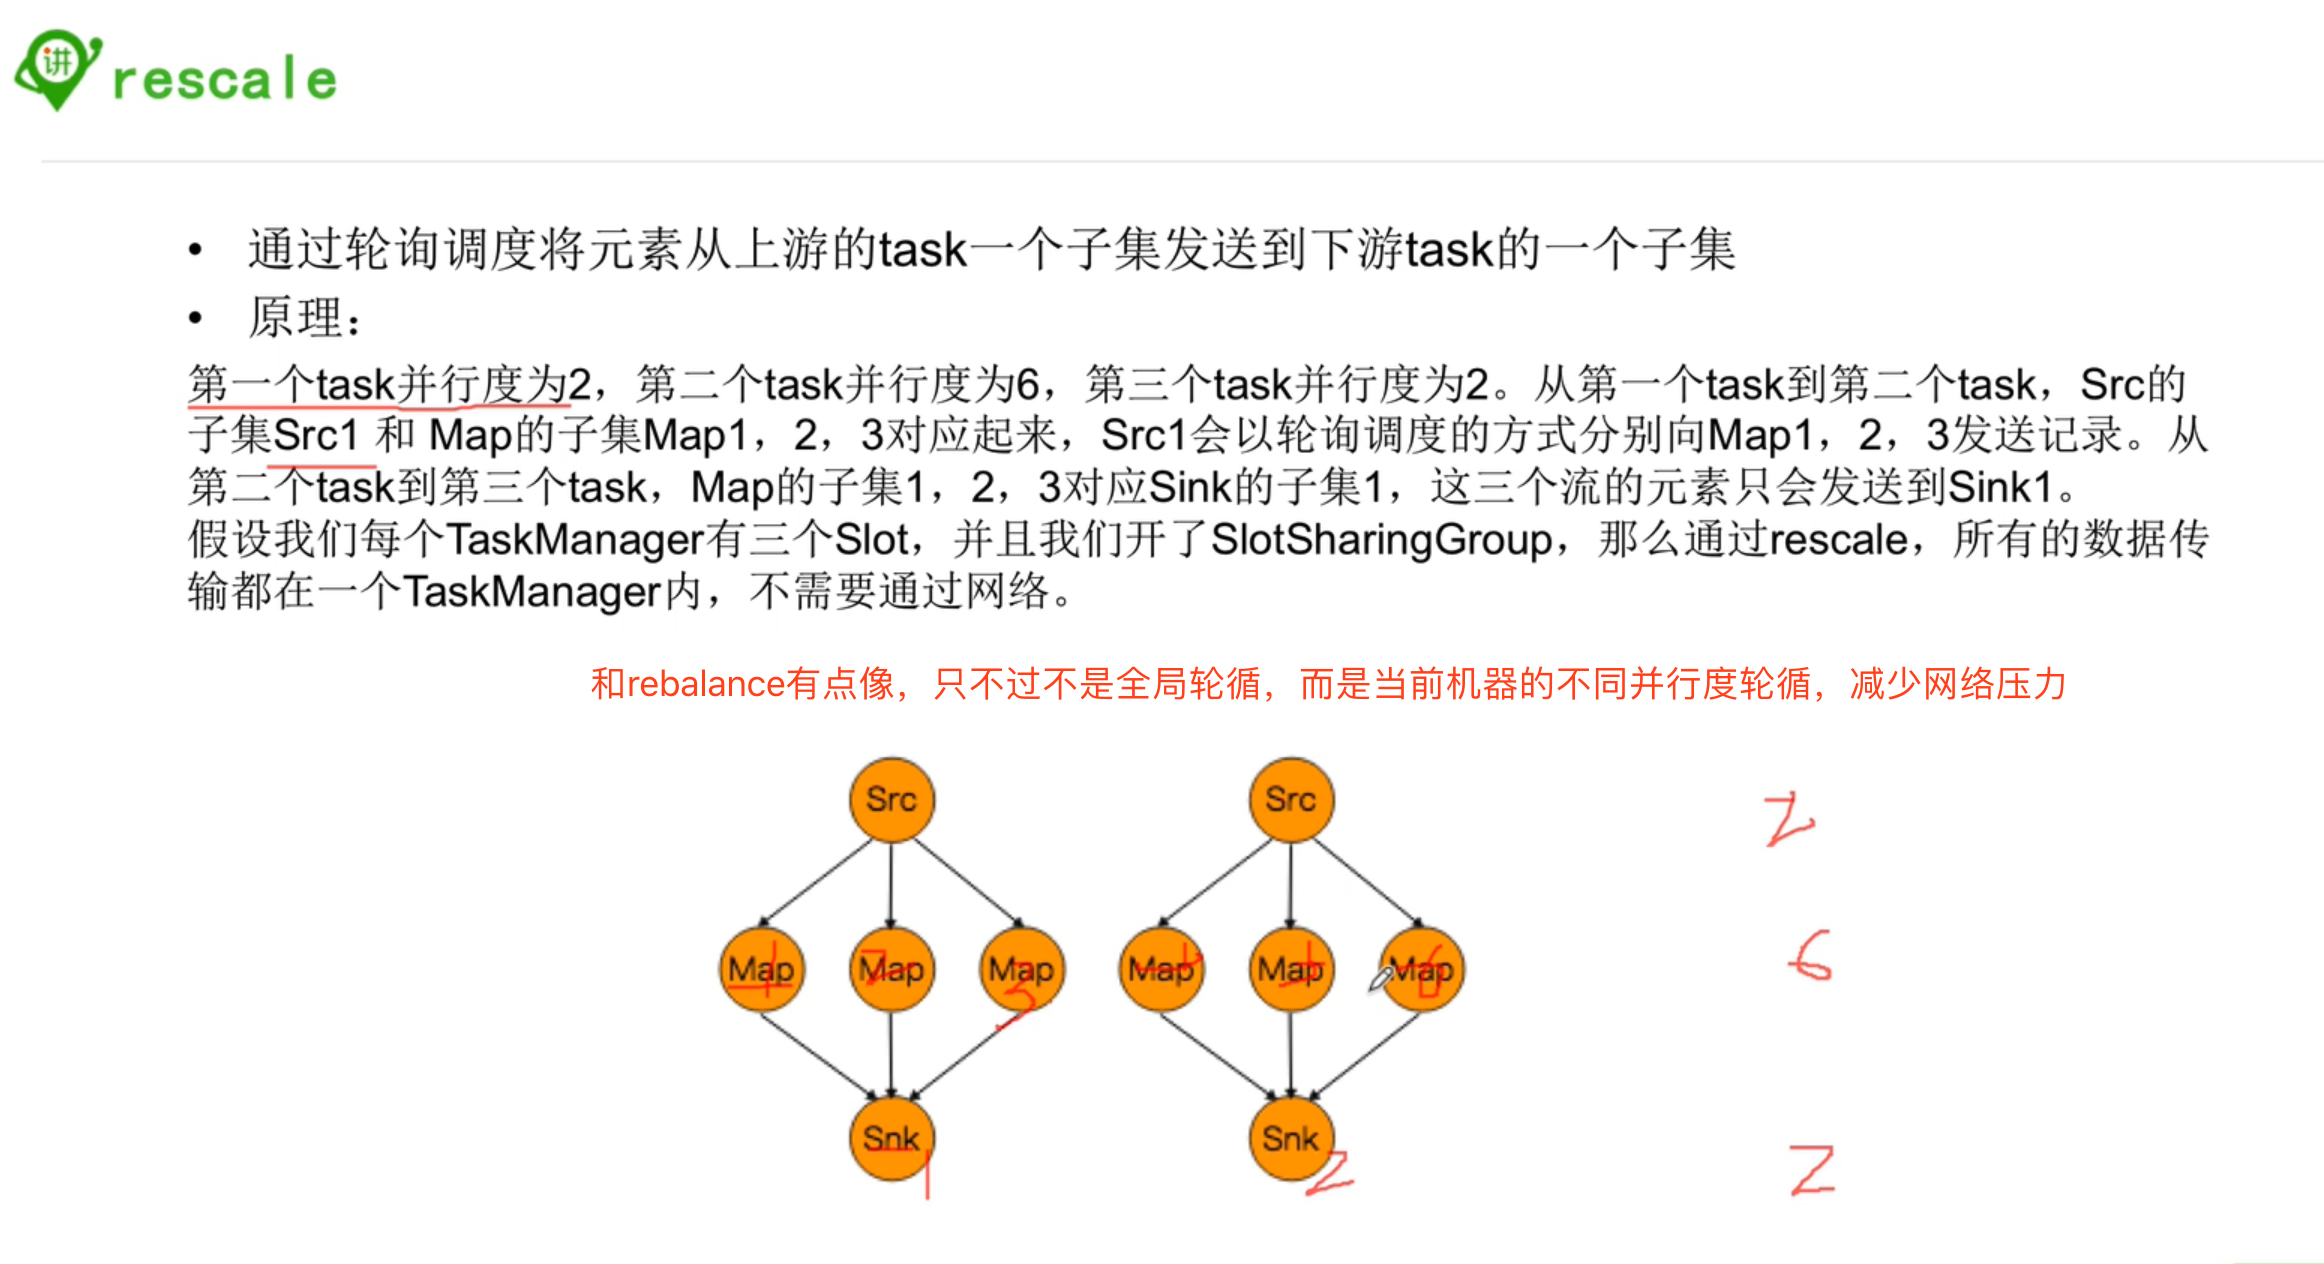 讲 rescale
• 通过轮询调度将元素从上游的task一个子集发送到下游task的一个子集
• 原理：
第一个task并行度为2，第二个task并行度为6，第三个task并行度为2。从第一个task到第二个task，Src的
子集Src1 和 Map的子集Map1，2，3对应起来，Src1会以轮询调度的方式分别向Map1，2，3发送记录。从
第二个task到第三个task，Map的子集1，2，3对应Sink的子集1，这三个流的元素只会发送到Sink1。
假设我们每个TaskManager有三个Slot，并且我们开了SlotSharingGroup，那么通过rescale，所有的数据传
输都在一个TaskManager内，不需要通过网络。
和rebalance有点像，只不过不是全局轮循，而是当前机器的不同并行度轮循，减少网络压力
Src Src 2
Map Map Map Map Map Map 6
1 2 3 6
Snk Snk 2
1 2